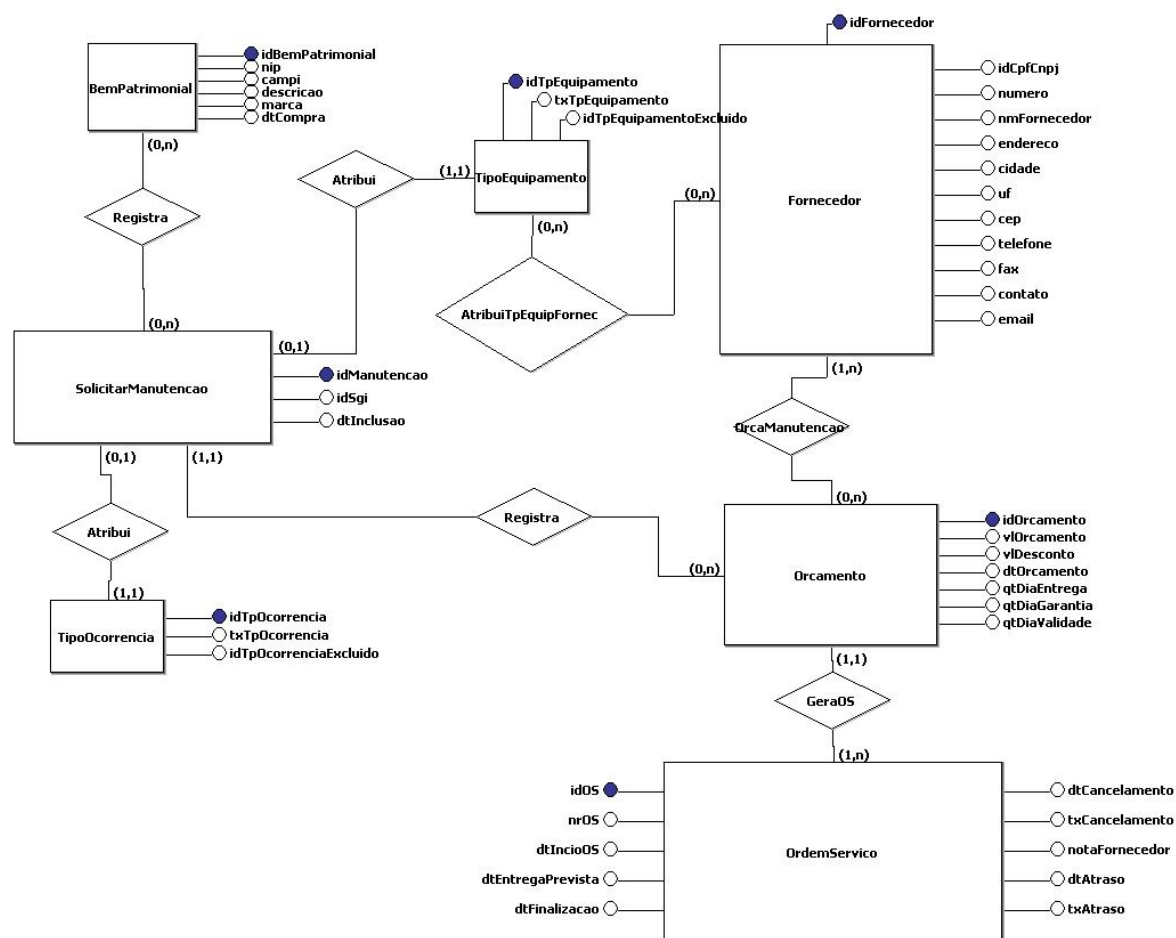 idFornecedor
BemPatrimonial
idBemPatrimonial
nip
campi
descricao
marca
dtCompra
(0,n)
Registra
(0,n)
idTpEquipamento
txTpEquipamento
idTpEquipamentoExcluido
Atribui
(1,1)
TipoEquipamento
(0,n)
(0,1)
AtribuiTpEquipFornec
(0,n)
Fornecedor
idCpfCnpj
numero
nmFornecedor
endereco
cidade
uf
cep
telefone
fax
contato
email
(1,n)
SolicitarManutencao
idManutencao
idSgi
dtInclusao
(0,1)
(1,1)
OrcaManutencao
(0,n)
Atribui
Registra
(0,n)
(1,1)
TipoOcorrencia
idTpOcorrencia
txTpOcorrencia
idTpOcorrenciaExcluido
Orcamento
idOrcamento
vlOrcamento
vlDesconto
dtOrcamento
qtDiaEntrega
qtDiaGarantia
qtDiaValidade
(1,1)
GeraOS
(1,n)
OrdemServico
idOS
nrOS
dtIncioOS
dtEntregaPrevista
dtFinalizacao
dtCancelamento
txCancelamento
notaFornecedor
dtAtraso
txAtraso